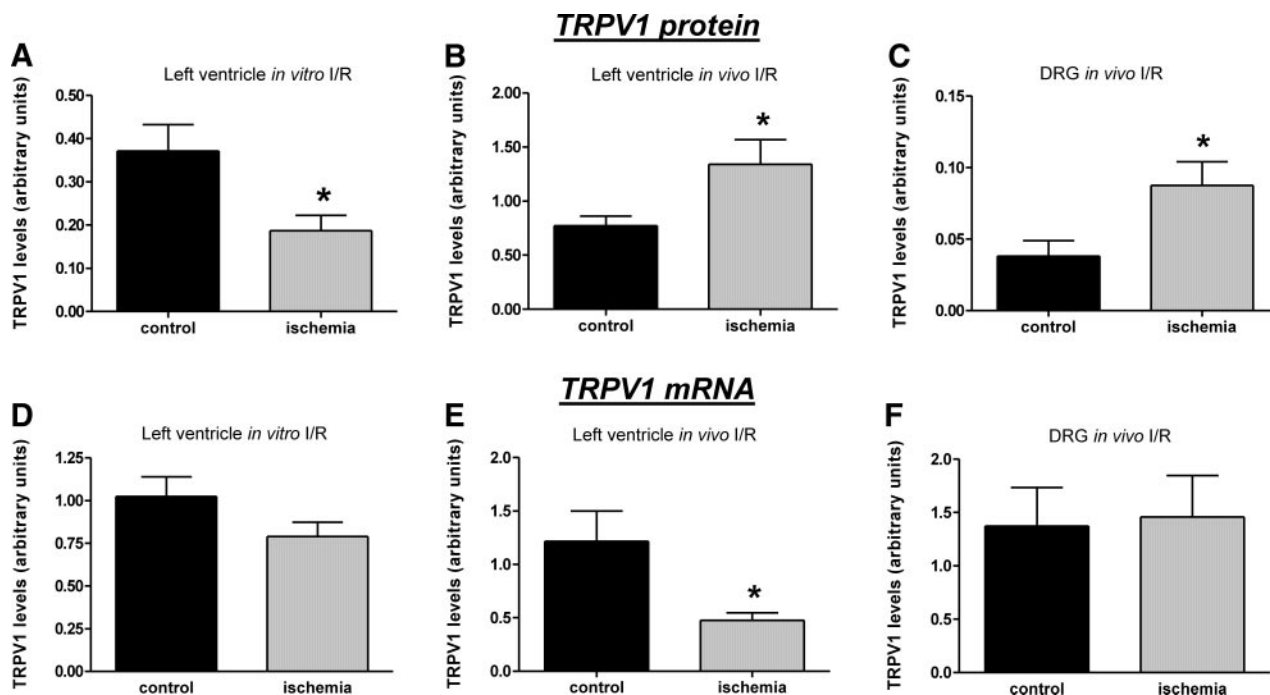 TRPV1 protein
A
Left ventricle in vitro I/R
TRPV1 levels (arbitrary units)
0.50
0.40
0.30
0.20
0.10
0.00
*
control ischemia
B
Left ventricle in vivo I/R
TRPV1 levels (arbitrary units)
2.00
1.50
1.00
0.50
0.00
*
control ischemia
C
DRG in vivo I/R
TRPV1 levels (arbitrary units)
0.15
0.10
0.05
0.00
*
control ischemia
TRPV1 mRNA
D
Left ventricle in vitro I/R
TRPV1 levels (arbitrary units)
1.25
1.00
0.75
0.50
0.25
0.00
control ischemia
E
Left ventricle in vivo I/R
TRPV1 levels (arbitrary units)
2.0
1.5
1.0
0.5
0.0
*
control ischemia
F
DRG in vivo I/R
TRPV1 levels (arbitrary units)
2.0
1.5
1.0
0.5
0.0
control ischemia